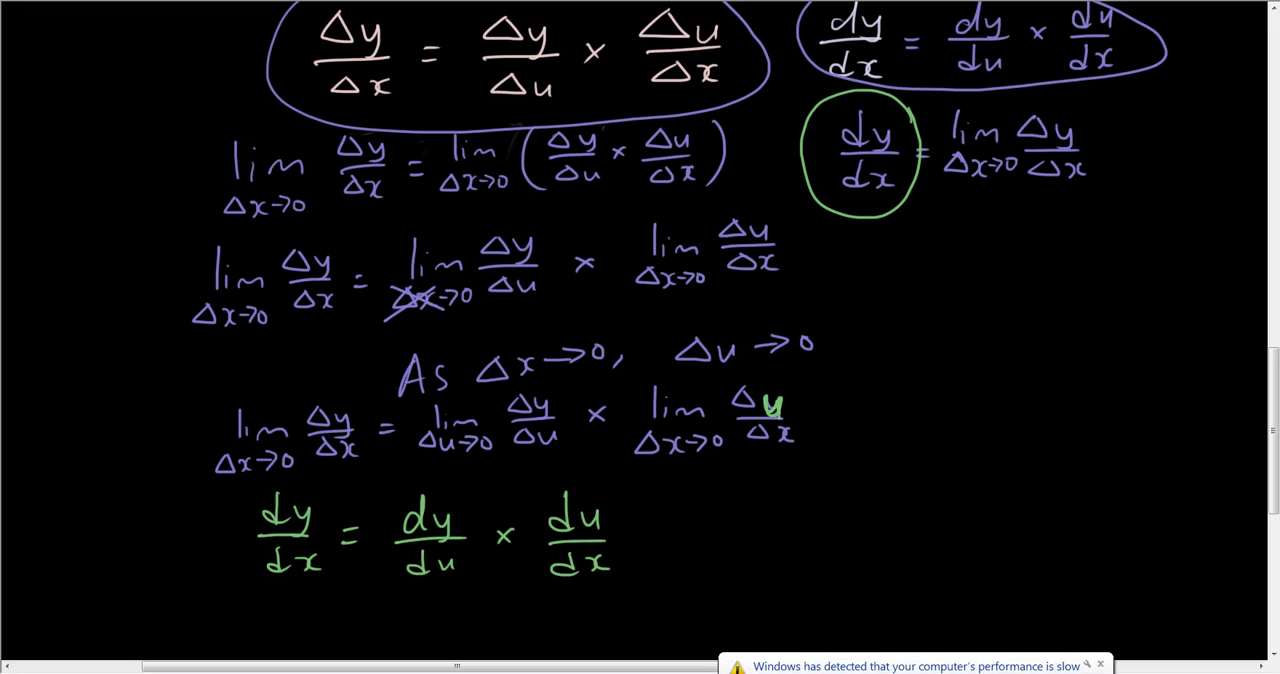 Δy/Δx = Δy/Δu × Δu/Δx
dy/dx = dy/du × du/dx
lim Δx→0 Δy/Δx = lim Δx→0 (Δy/Δu × Δu/Δx)
dy/dx = lim Δx→0 Δy/Δx
lim Δx→0 Δy/Δx = lim Δx→0 Δy/Δu × lim Δx→0 Δu/Δx
As Δx→0, Δu→0
lim Δx→0 Δy/Δx = lim Δu→0 Δy/Δu × lim Δx→0 Δu/Δx
dy/dx = dy/du × du/dx
Windows has detected that your computer's performance is slow